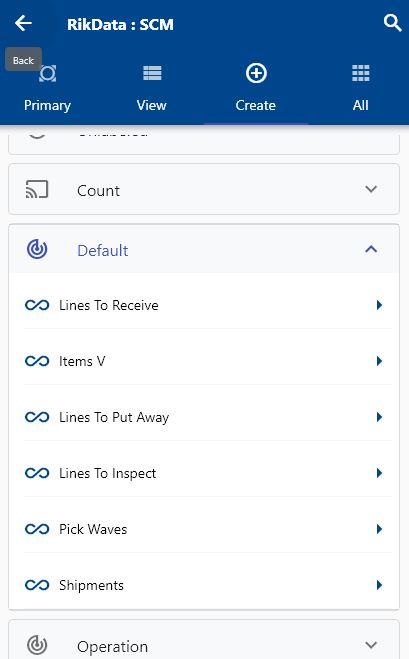 RikData : SCM
Back
Primary
View
Create
All
Count
Default
Lines To Receive
Items V
Lines To Put Away
Lines To Inspect
Pick Waves
Shipments
Operation